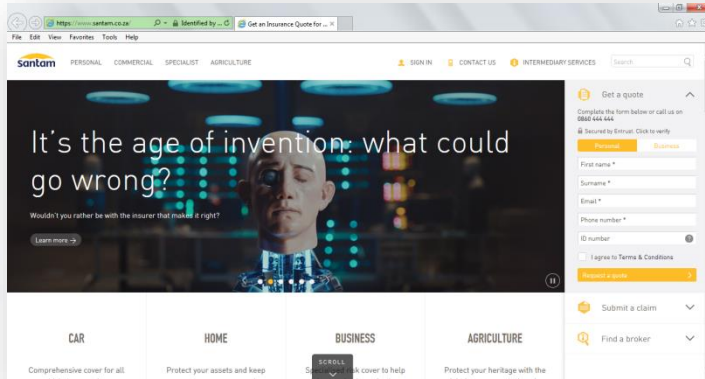 https://www.santam.co.za/
Identified by ...
Get an Insurance Quote for ...
File Edit View Favorites Tools Help
santam
PERSONAL COMMERCIAL SPECIALIST AGRICULTURE
SIGN IN CONTACT US INTERMEDIARY SERVICES
Search
It's the age of invention: what could
go wrong?
Wouldn't you rather be with the insurer that makes it right?
Learn more →
Get a quote
Complete the form below or call us on
0860 444 444
Secured by Entrust. Click to verify
Personal Business
First name *
Surname *
Email *
Phone number *
ID number
I agree to Terms & Conditions
Request a quote
Submit a claim
Find a broker
CAR HOME BUSINESS AGRICULTURE
SCROLL
Comprehensive cover for all
Protect your assets and keep
risk cover to help
Protect your heritage with the